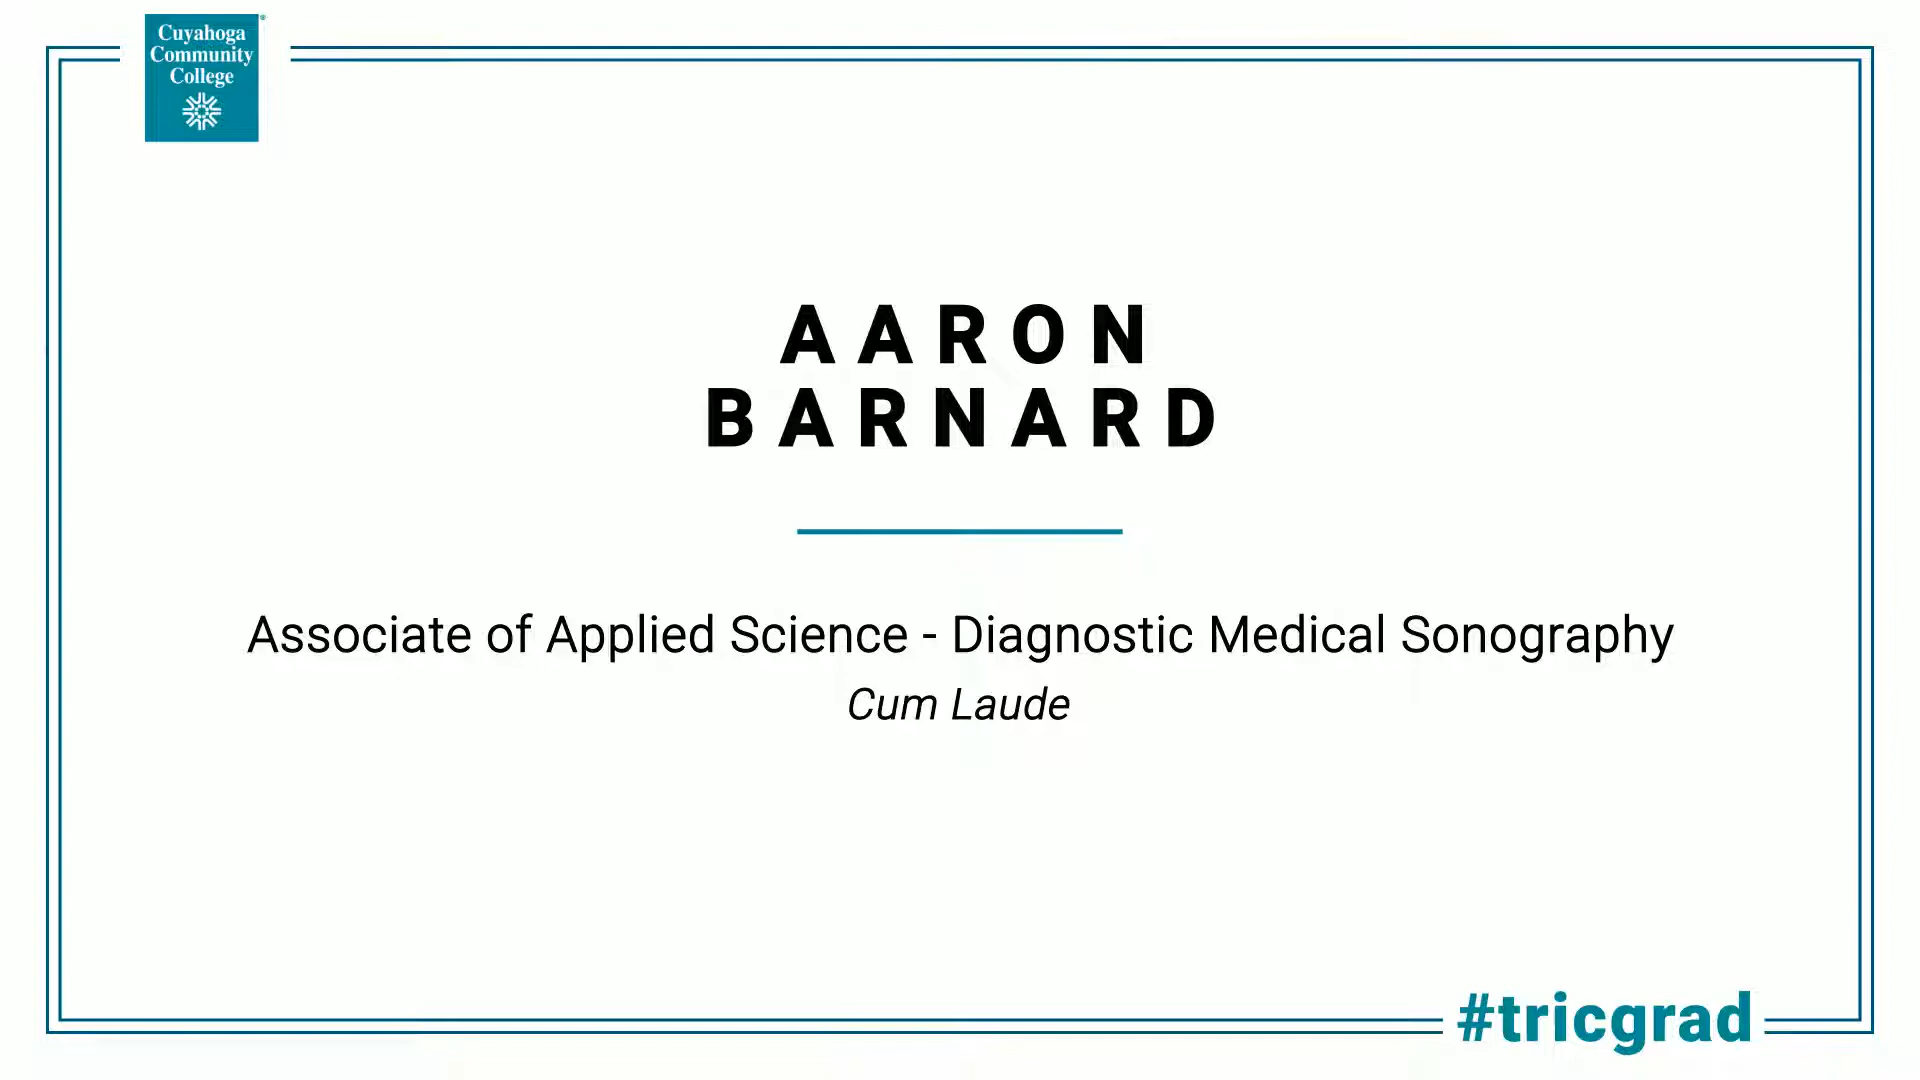 Cuyahoga
Community
College
AARON
BARNARD
Associate of Applied Science - Diagnostic Medical Sonography
Cum Laude
#tricgrad